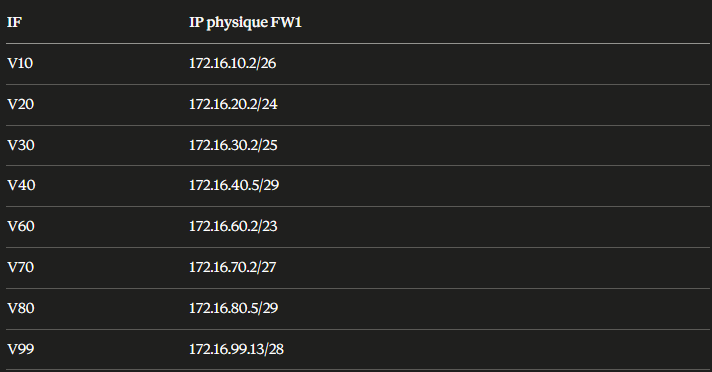 IF IP physique FW1
V10 172.16.10.2/26
V20 172.16.20.2/24
V30 172.16.30.2/25
V40 172.16.40.5/29
V60 172.16.60.2/23
V70 172.16.70.2/27
V80 172.16.80.5/29
V99 172.16.99.13/28